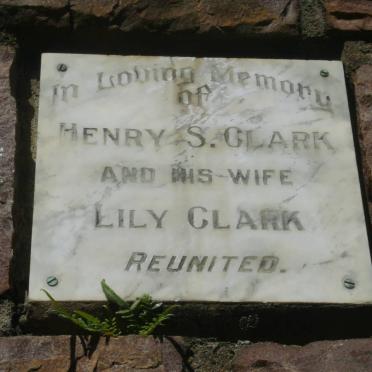 In Loving Memory
of
HENRY S. CLARK
AND HIS WIFE
LILY CLARK
REUNITED.